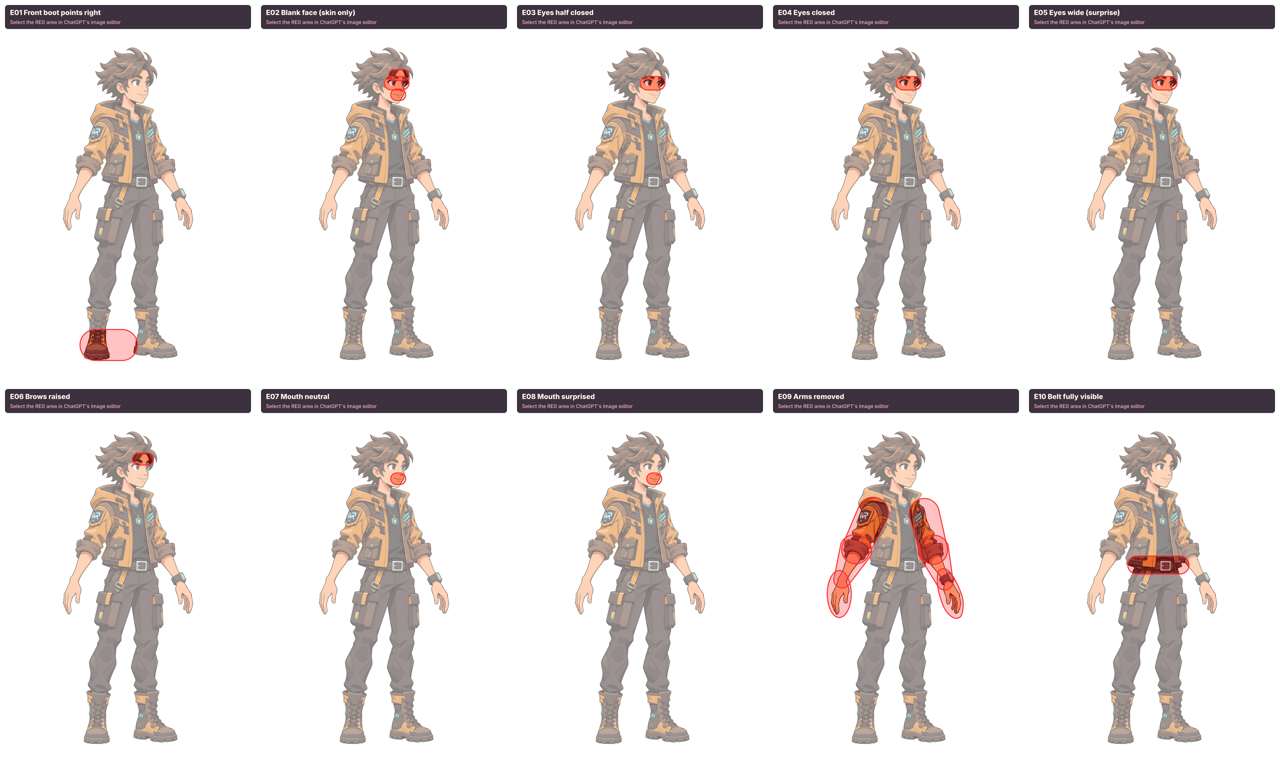 E01 Front boot points right
Select the RED area in ChatGPT's image editor
E02 Blank face (skin only)
Select the RED area in ChatGPT's image editor
E03 Eyes half closed
Select the RED area in ChatGPT's image editor
E04 Eyes closed
Select the RED area in ChatGPT's image editor
E05 Eyes wide (surprise)
Select the RED area in ChatGPT's image editor
E06 Brows raised
Select the RED area in ChatGPT's image editor
E07 Mouth neutral
Select the RED area in ChatGPT's image editor
E08 Mouth surprised
Select the RED area in ChatGPT's image editor
E09 Arms removed
Select the RED area in ChatGPT's image editor
E10 Belt fully visible
Select the RED area in ChatGPT's image editor